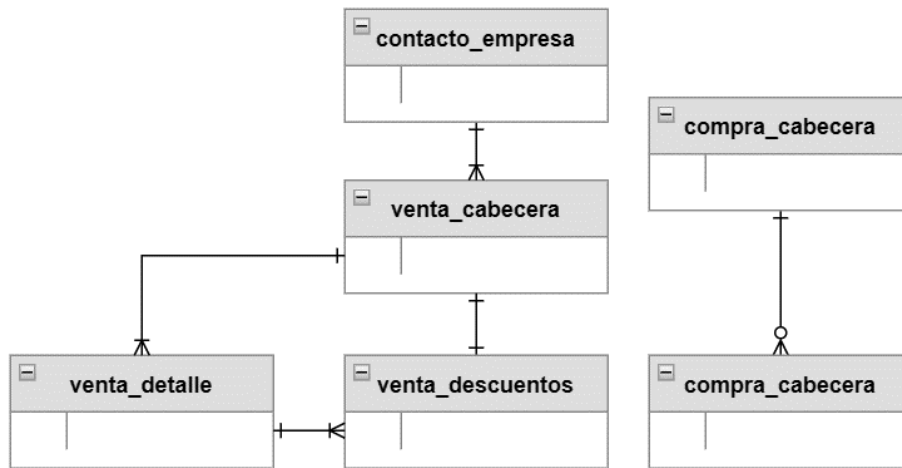 contacto_empresa
compra_cabecera
venta_cabecera
venta_detalle
venta_descuentos
compra_cabecera